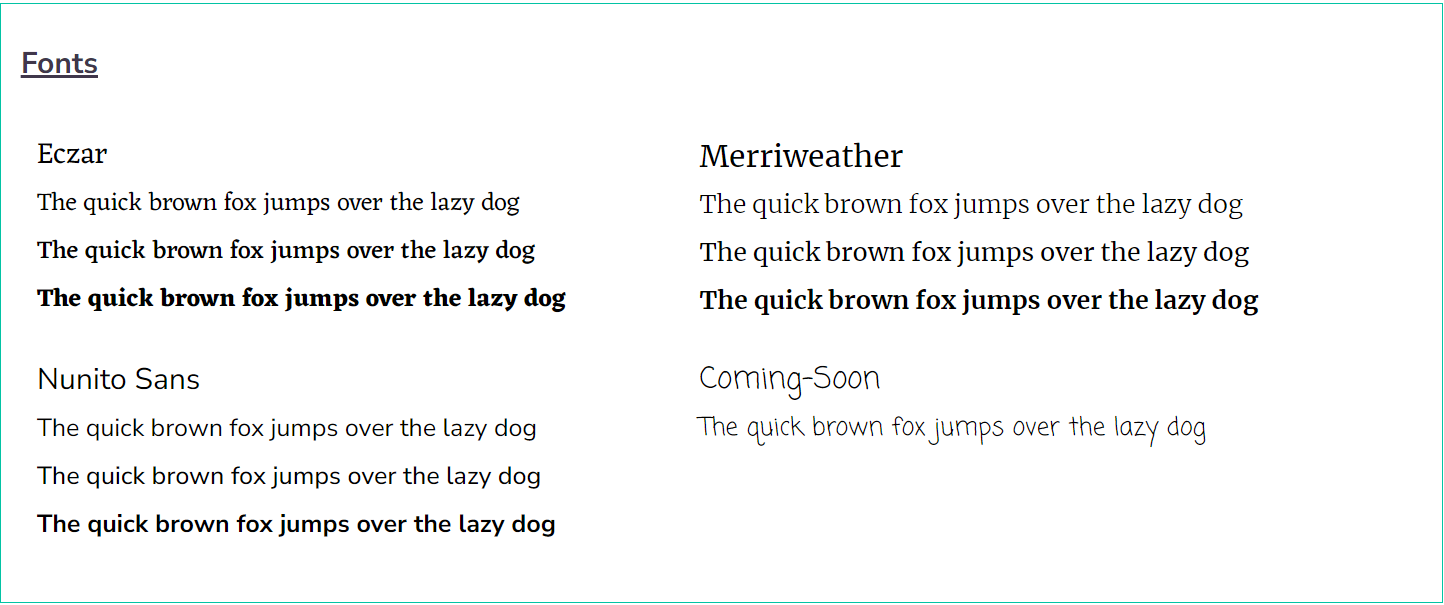 Fonts
Eczar
The quick brown fox jumps over the lazy dog
The quick brown fox jumps over the lazy dog
The quick brown fox jumps over the lazy dog
Merriweather
The quick brown fox jumps over the lazy dog
The quick brown fox jumps over the lazy dog
The quick brown fox jumps over the lazy dog
Nunito Sans
The quick brown fox jumps over the lazy dog
The quick brown fox jumps over the lazy dog
The quick brown fox jumps over the lazy dog
Coming-Soon
The quick brown fox jumps over the lazy dog